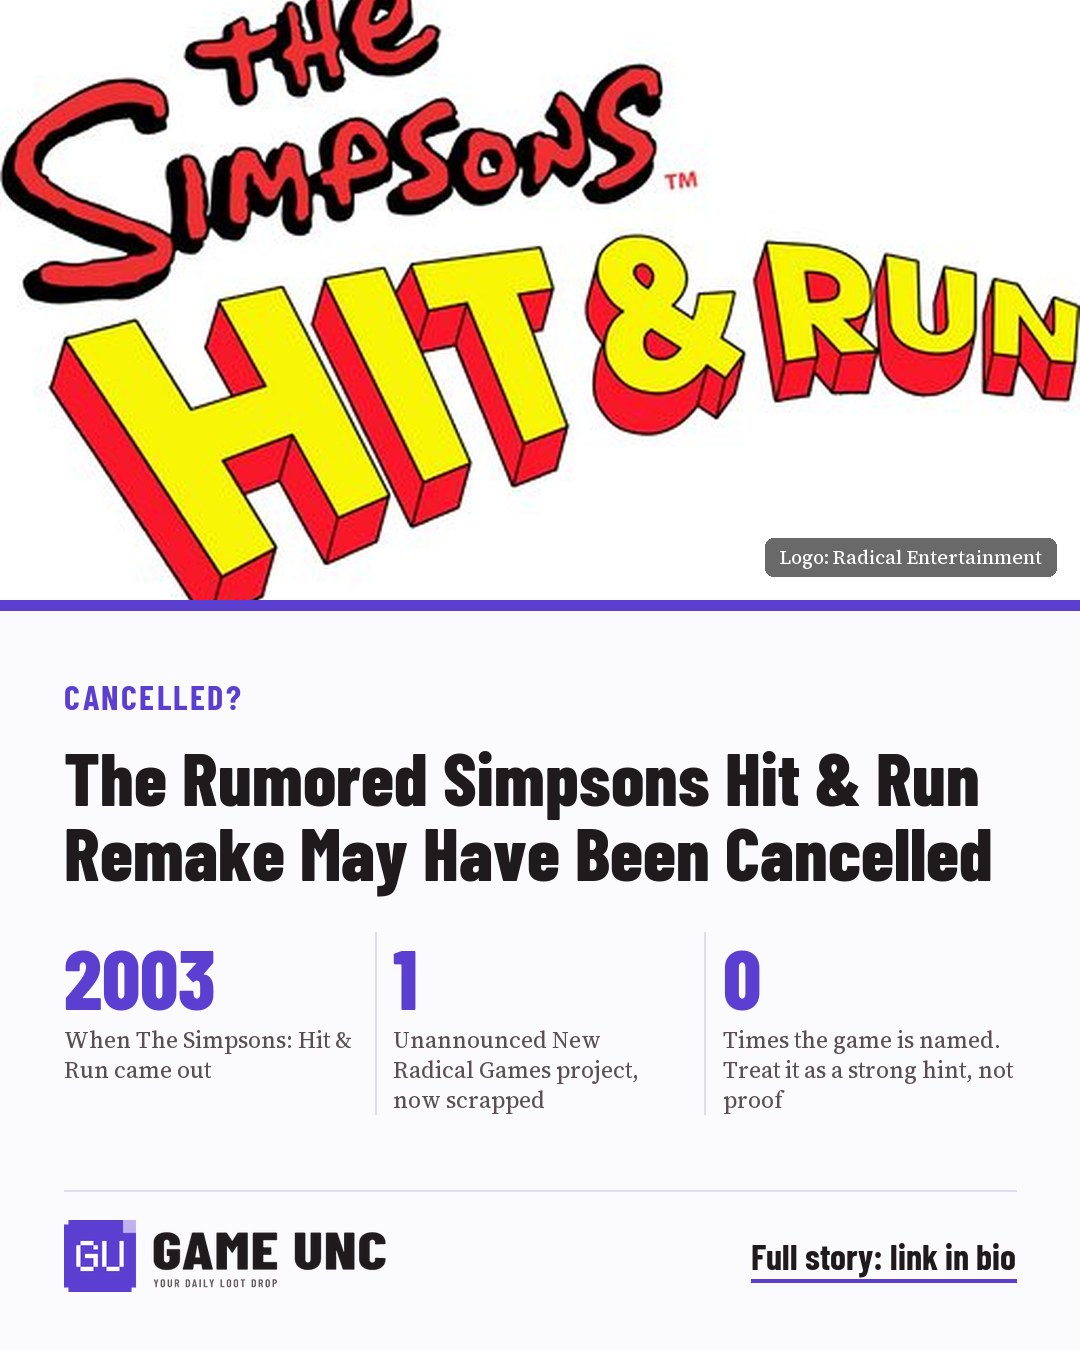 THE
SIMPSONS
TM
HIT & RUN
Logo: Radical Entertainment
CANCELLED?
The Rumored Simpsons Hit & Run
Remake May Have Been Cancelled
2003
When The Simpsons: Hit &
Run came out
1
Unannounced New
Radical Games project,
now scrapped
0
Times the game is named.
Treat it as a strong hint, not
proof
GU
GAME UNC
YOUR DAILY LOOT DROP
Full story: link in bio